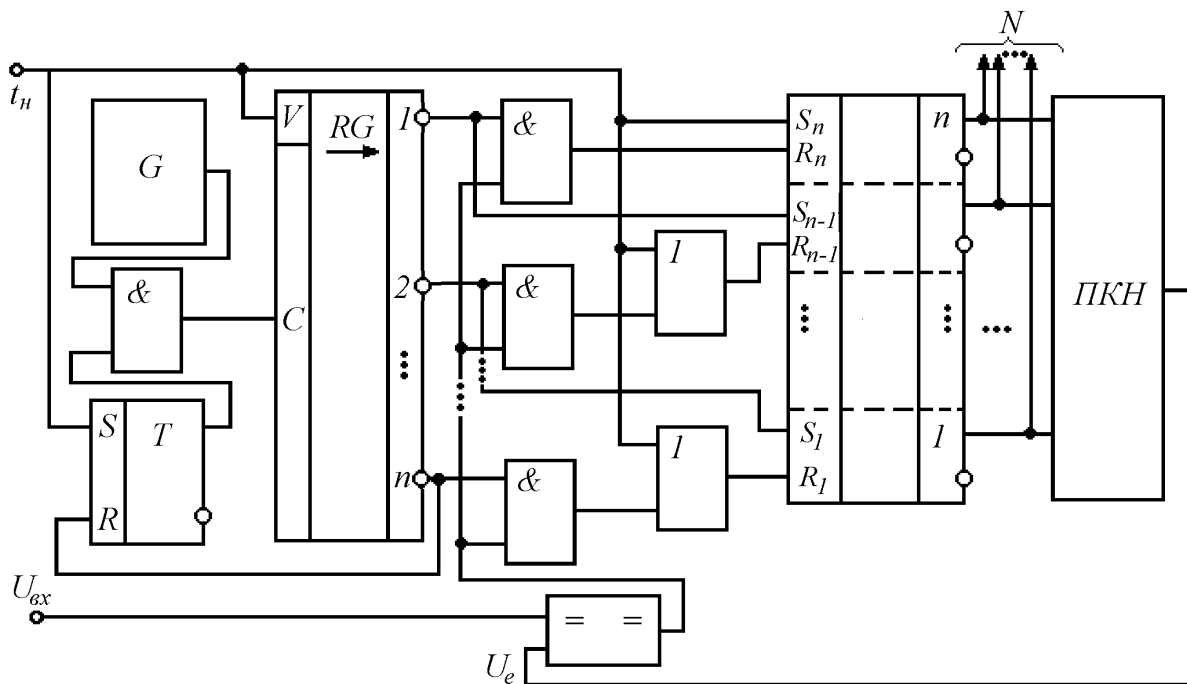 N
tн
V
RG
1
&
Sn
n
Rn
G
Sn-1
Rn-1
1
&
&
2
ПКН
C
S
T
S1
1
1
n
&
R1
R
Uвх
= =
Ue